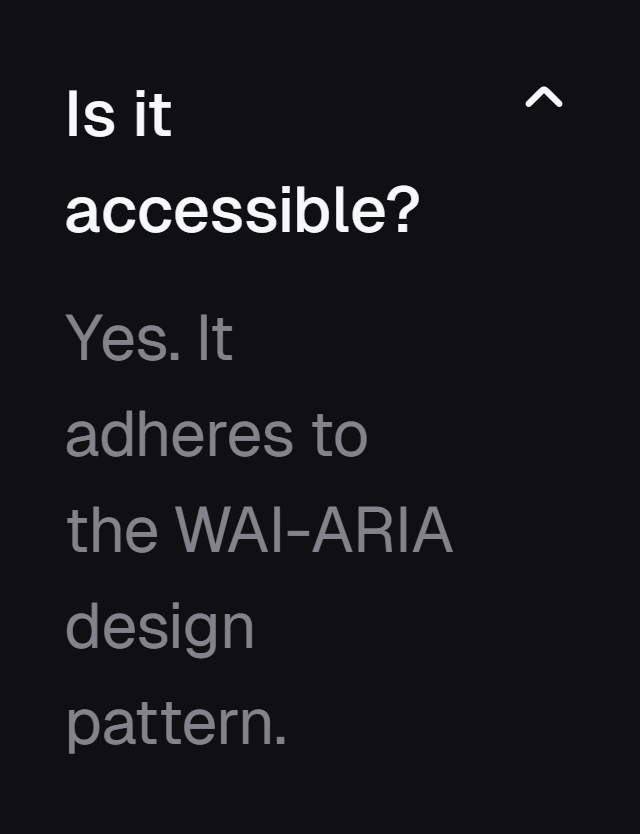 Is it
accessible?
Yes. It
adheres to
the WAI-ARIA
design
pattern.